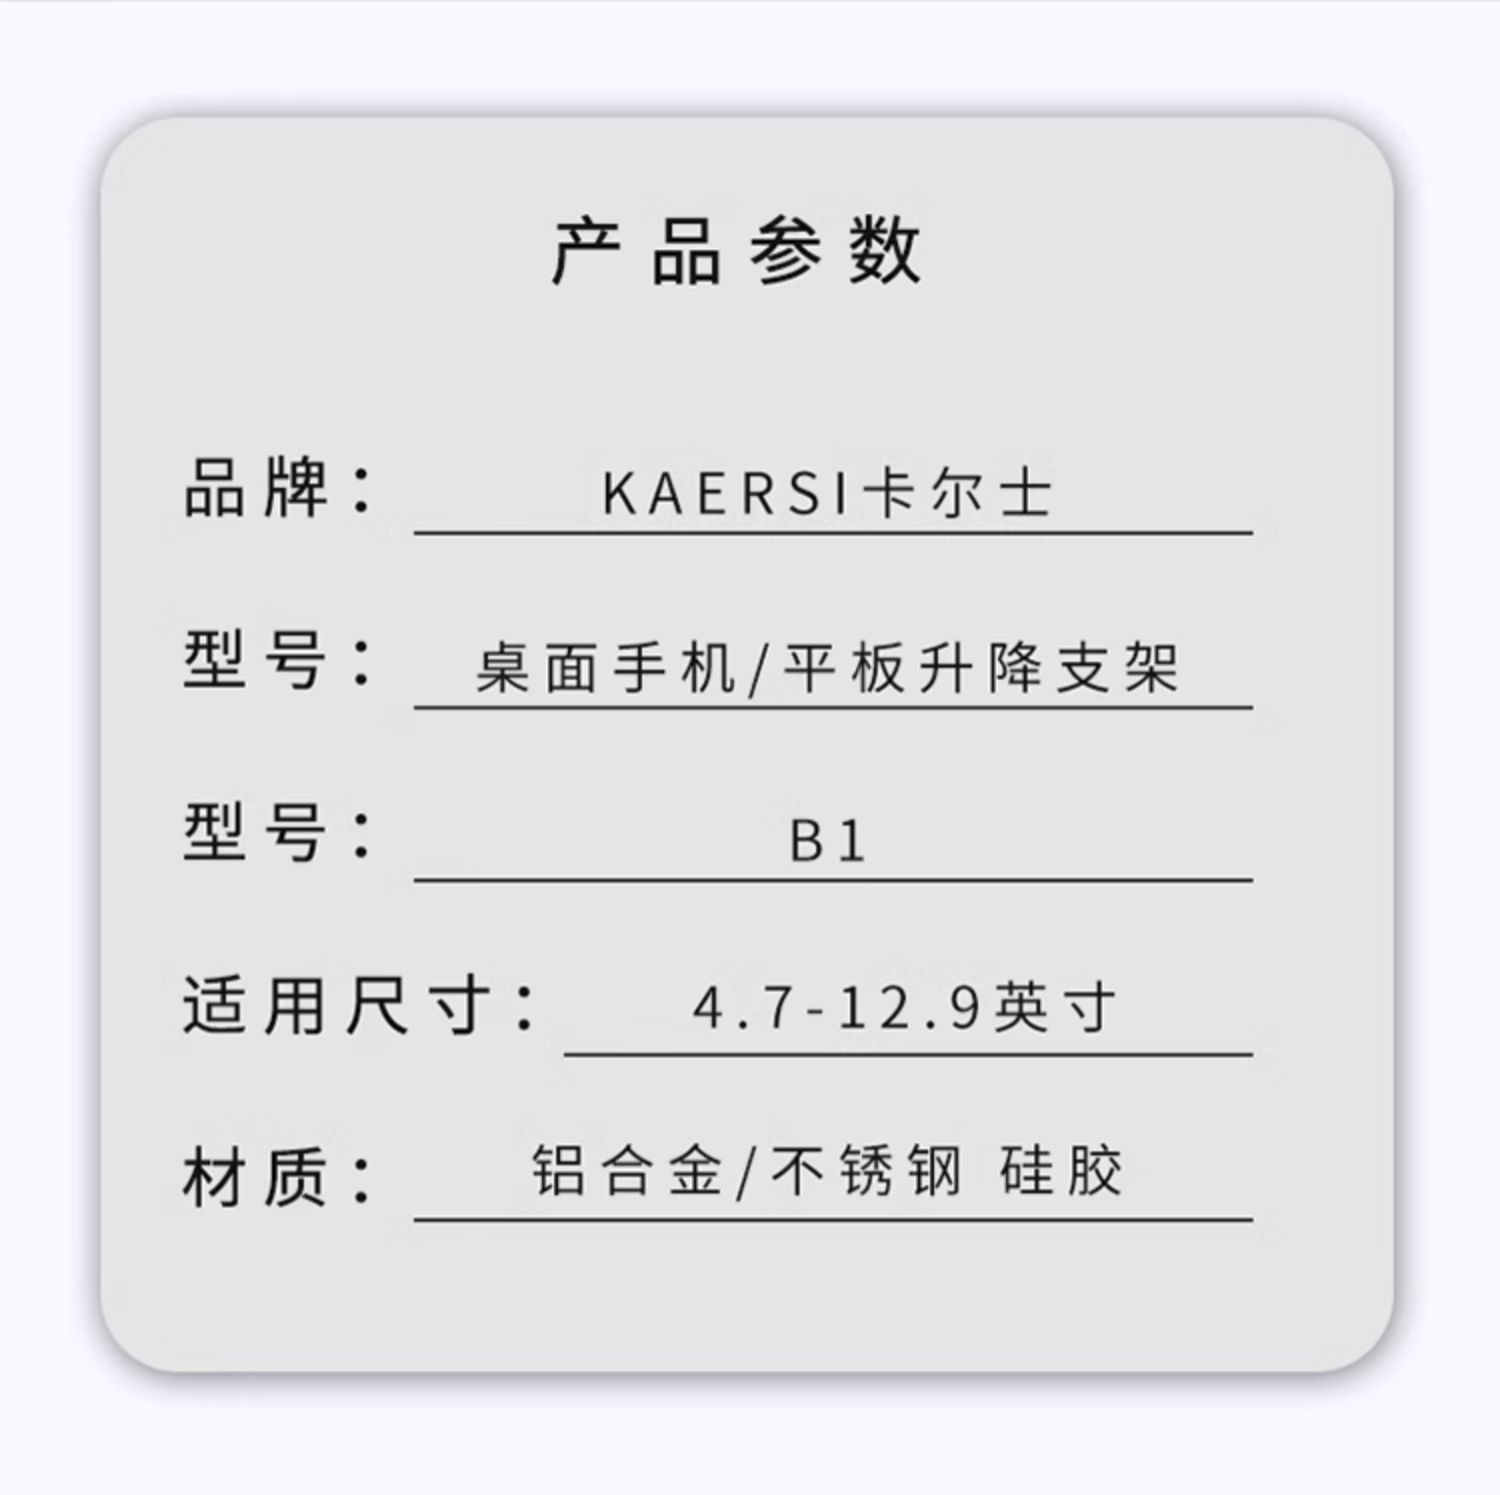 产品参数
品牌：KAERSI卡尔士
型号：桌面手机/平板升降支架
型号：B1
适用尺寸：4.7-12.9英寸
材质：铝合金/不锈钢 硅胶